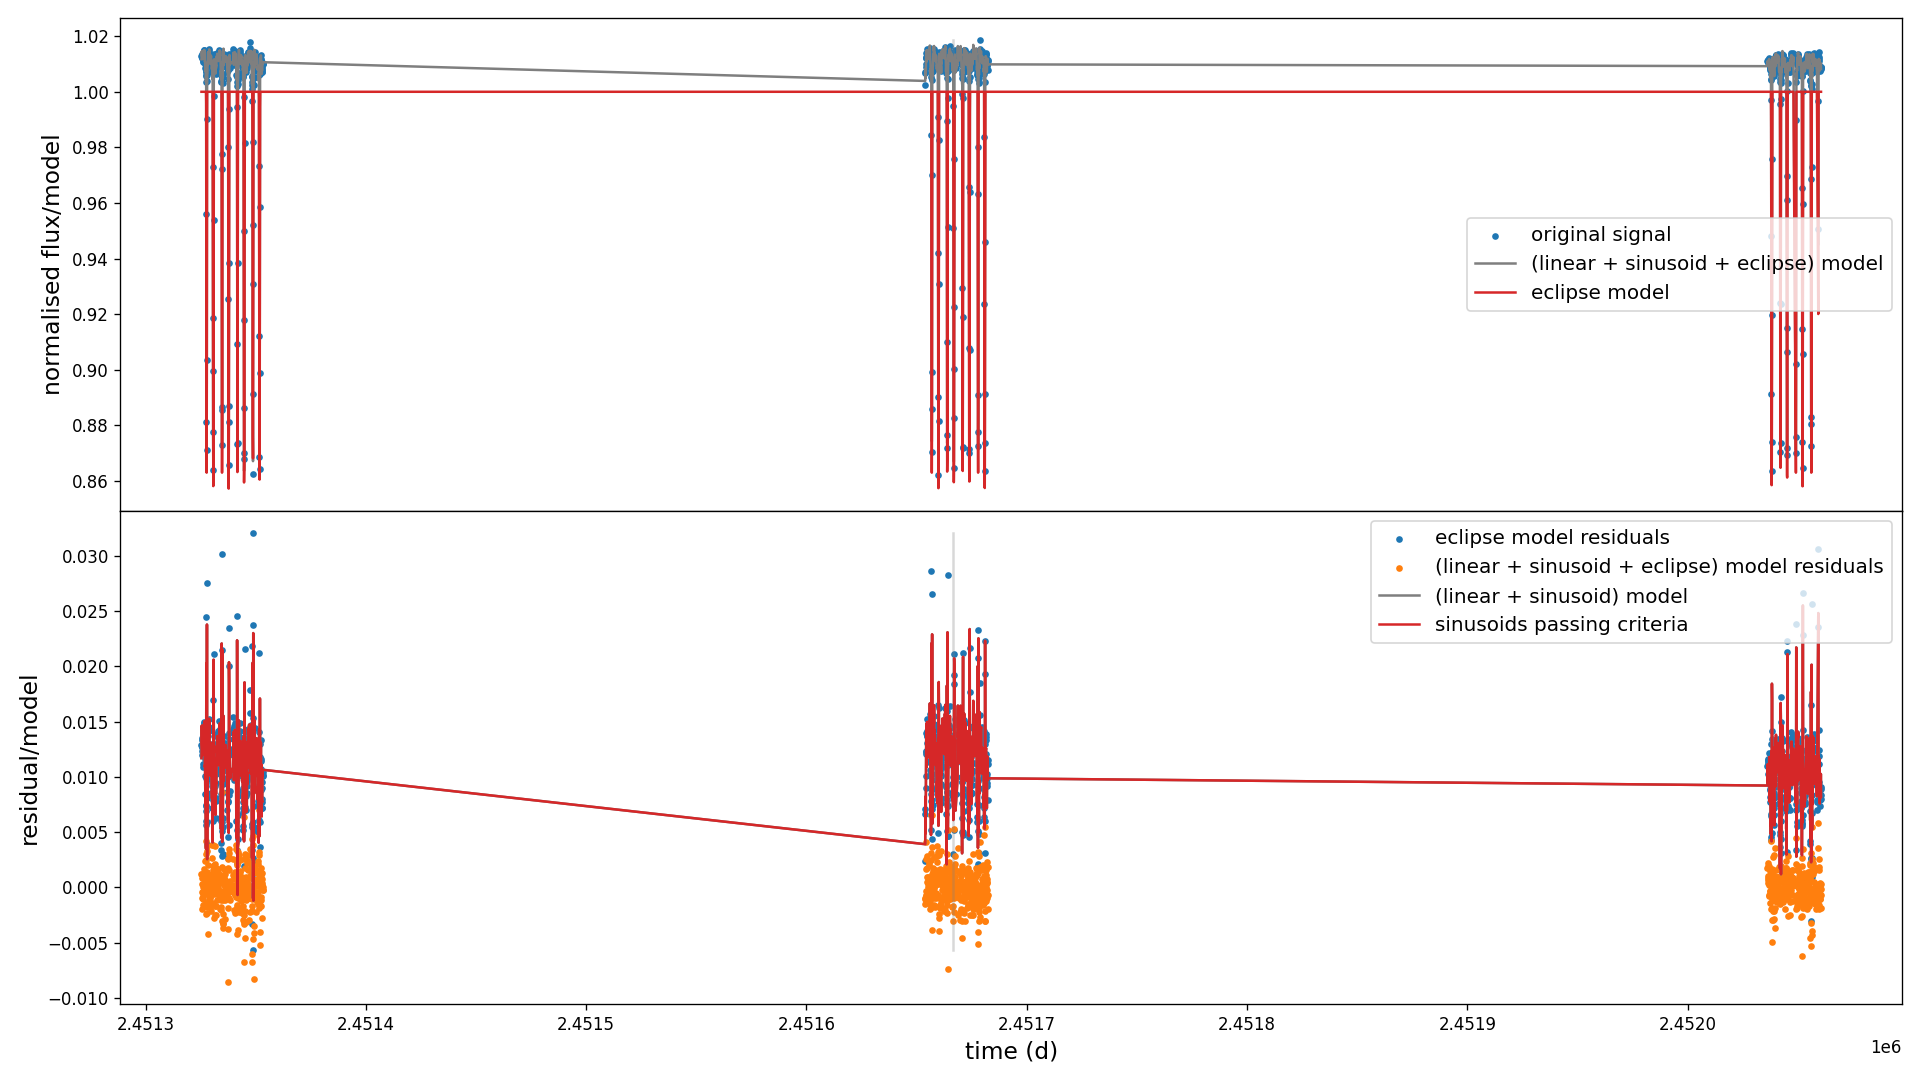 normalised flux/model
1.02
1.00
0.98
0.96
0.94
0.92
0.90
0.88
0.86
original signal
(linear + sinusoid + eclipse) model
eclipse model
residual/model
0.030
0.025
0.020
0.015
0.010
0.005
0.000
−0.005
−0.010
eclipse model residuals
(linear + sinusoid + eclipse) model residuals
(linear + sinusoid) model
sinusoids passing criteria
2.4513 2.4514 2.4515 2.4516 2.4517 2.4518 2.4519 2.4520
time (d)
1e6